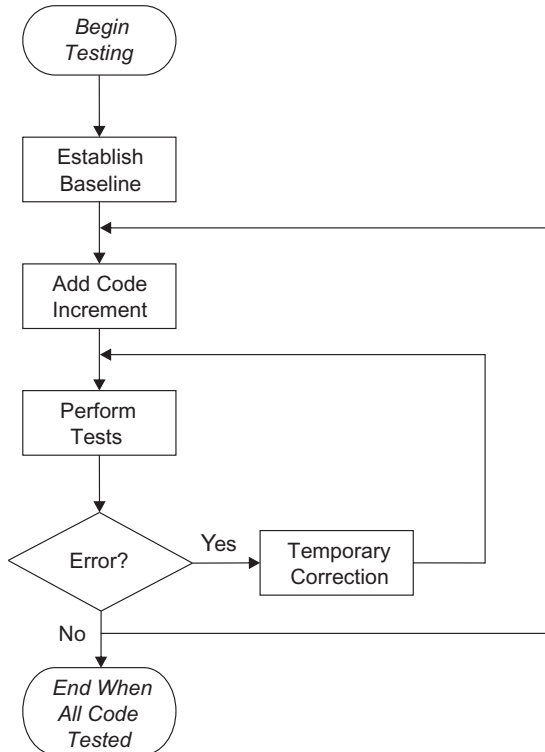 Begin
Testing
Establish
Baseline
Add Code
Increment
Perform
Tests
Error?
Yes
Temporary
Correction
No
End When
All Code
Tested